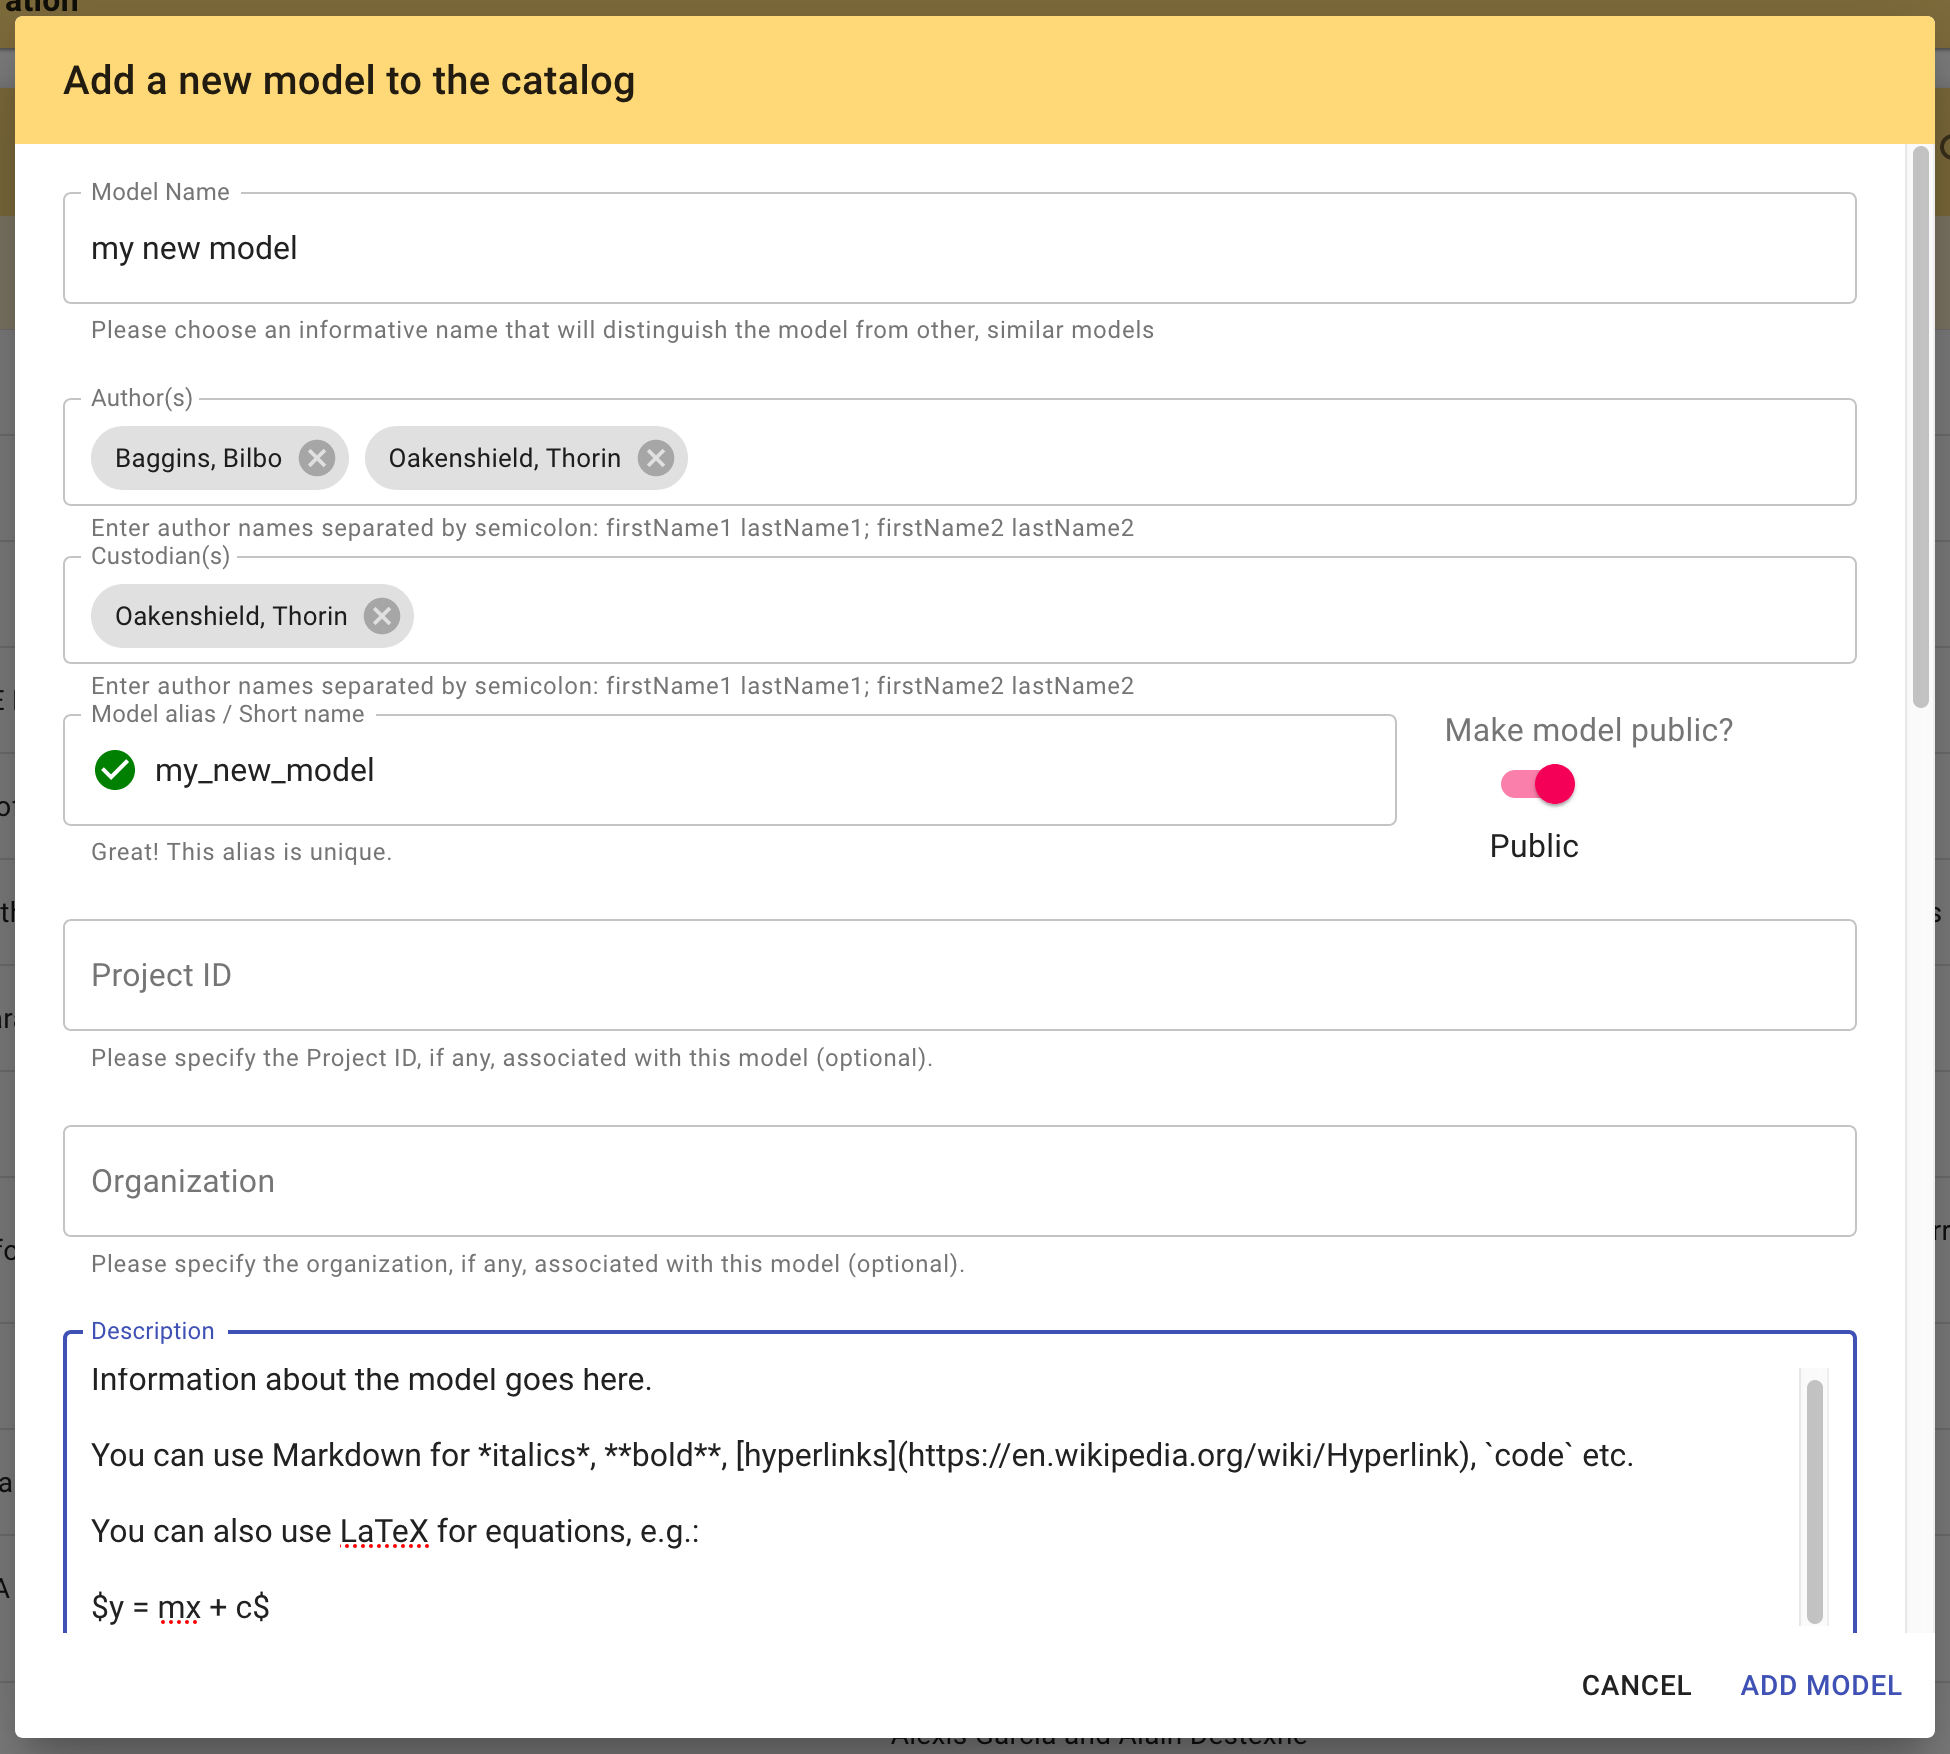 Add a new model to the catalog
Model Name
my new model
Please choose an informative name that will distinguish the model from other, similar models
Author(s)
Baggins, Bilbo Oakenshield, Thorin
Enter author names separated by semicolon: firstName1 lastName1; firstName2 lastName2
Custodian(s)
Oakenshield, Thorin
Enter author names separated by semicolon: firstName1 lastName1; firstName2 lastName2
Model alias / Short name
Make model public?
my_new_model
Public
Great! This alias is unique.
Project ID
Please specify the Project ID, if any, associated with this model (optional).
Organization
Please specify the organization, if any, associated with this model (optional).
Description
Information about the model goes here.
You can use Markdown for *italics*, **bold**, [hyperlinks](https://en.wikipedia.org/wiki/Hyperlink), `code` etc.
You can also use LaTeX for equations, e.g.:
$y = mx + c$
CANCEL ADD MODEL
Alexis Garcia and Alain Destexhe